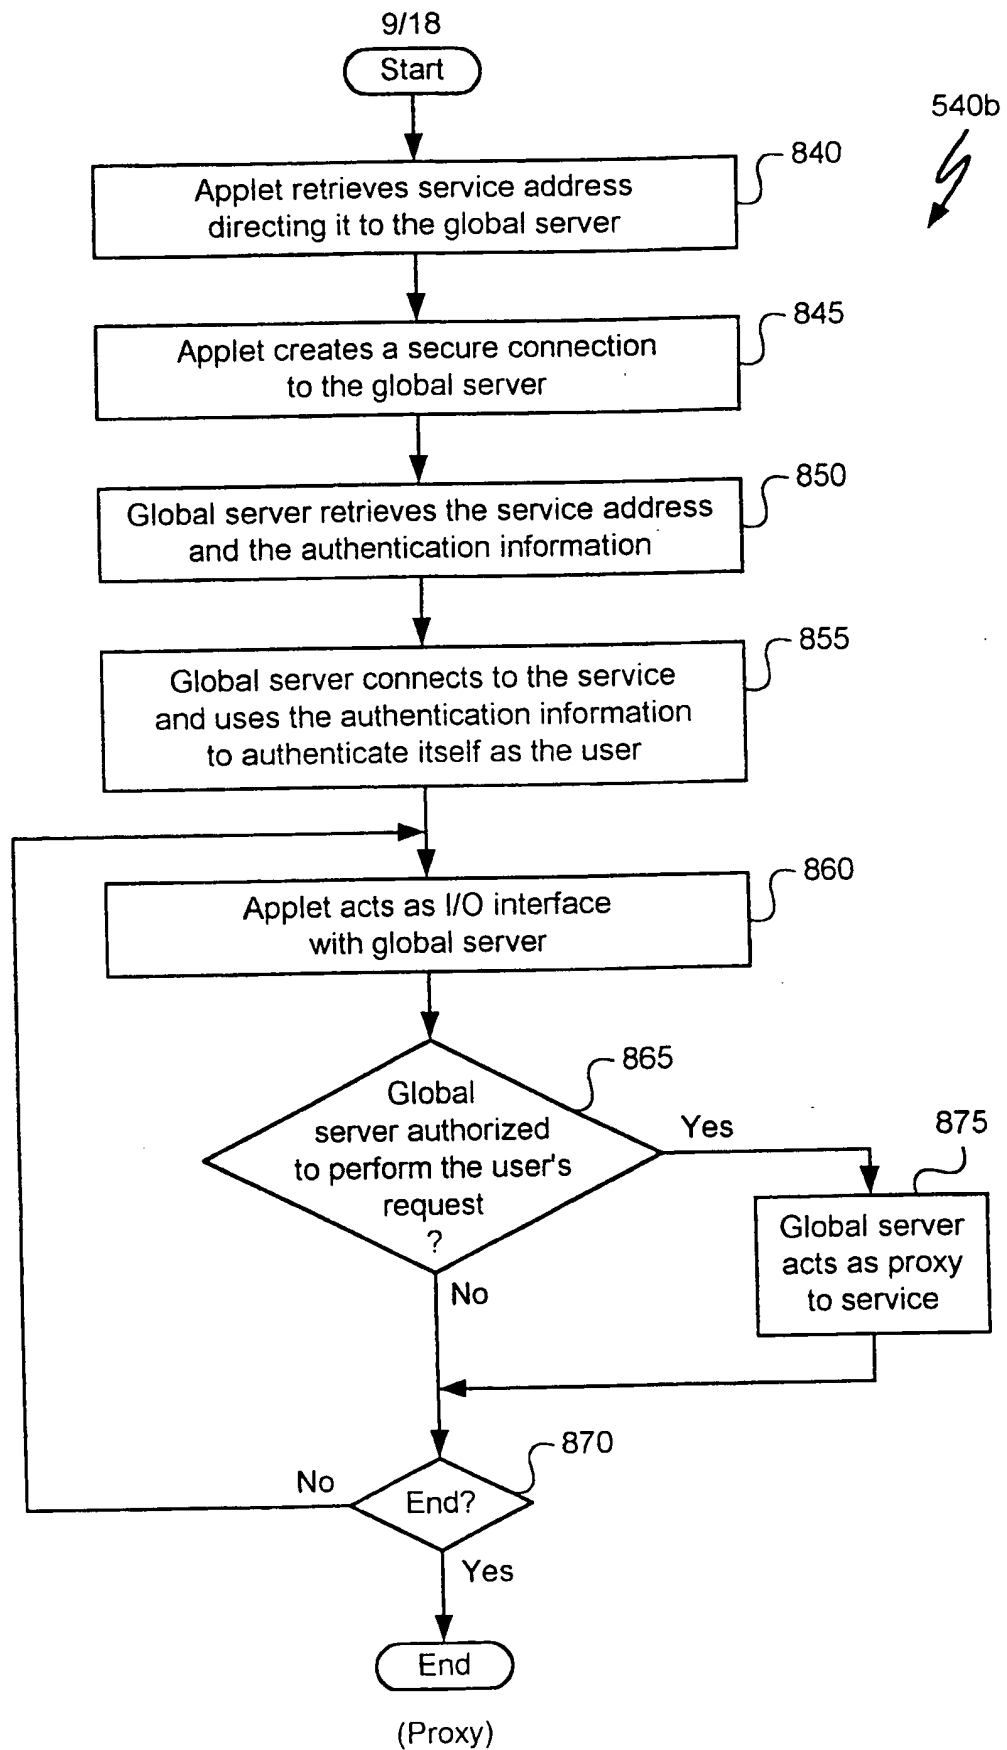 9/18
Start
540b
840
Applet retrieves service address
directing it to the global server
845
Applet creates a secure connection
to the global server
850
Global server retrieves the service address
and the authentication information
855
Global server connects to the service
and uses the authentication information
to authenticate itself as the user
860
Applet acts as I/O interface
with global server
865
Global
server authorized
to perform the user's
request
?
Yes
875
Global server
acts as proxy
to service
No
870
No
End?
Yes
End
(Proxy)